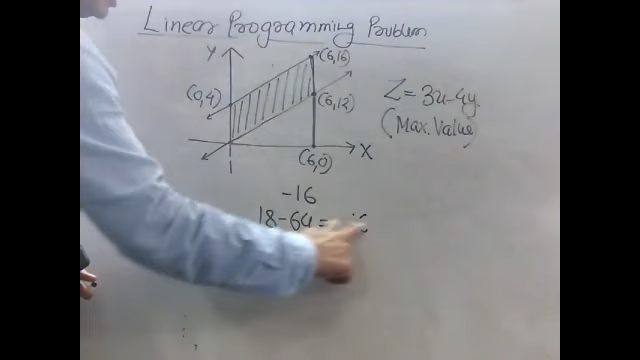 Linear Programming Problem
Y
(6,16)
(0,4)
(6,12)
Z = 3x-4y.
(Max. Value)
X
(6,0)
-16
18-64=